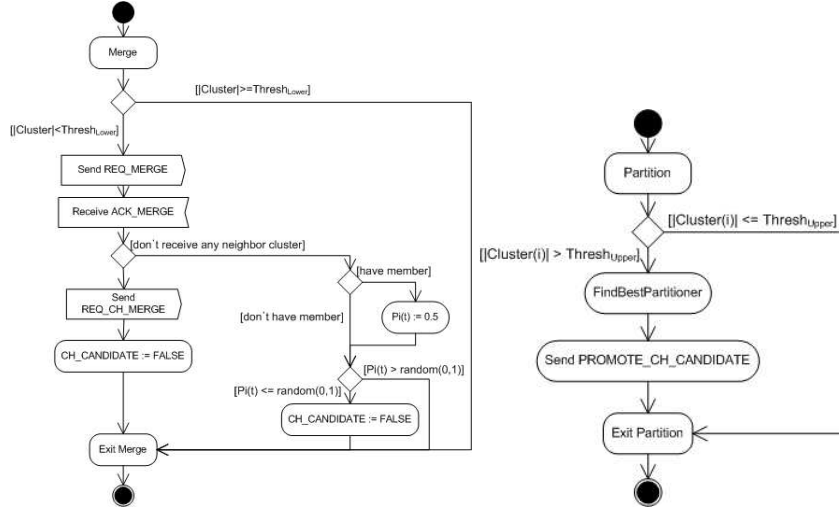 Merge
[|Cluster|>=ThreshLower]
[|Cluster|<ThreshLower]
Send REQ_MERGE
Receive ACK_MERGE
[don`t receive any neighbor cluster]
[have member]
Send
REQ_CH_MERGE
[don`t have member]
Pi(t) := 0.5
CH_CANDIDATE := FALSE
[Pi(t) > random(0,1)]
[Pi(t) <= random(0,1)]
CH_CANDIDATE := FALSE
Exit Merge
Partition
[|Cluster(i)| <= ThreshUpper]
[|Cluster(i)| > ThreshUpper]
FindBestPartitioner
Send PROMOTE_CH_CANDIDATE
Exit Partition